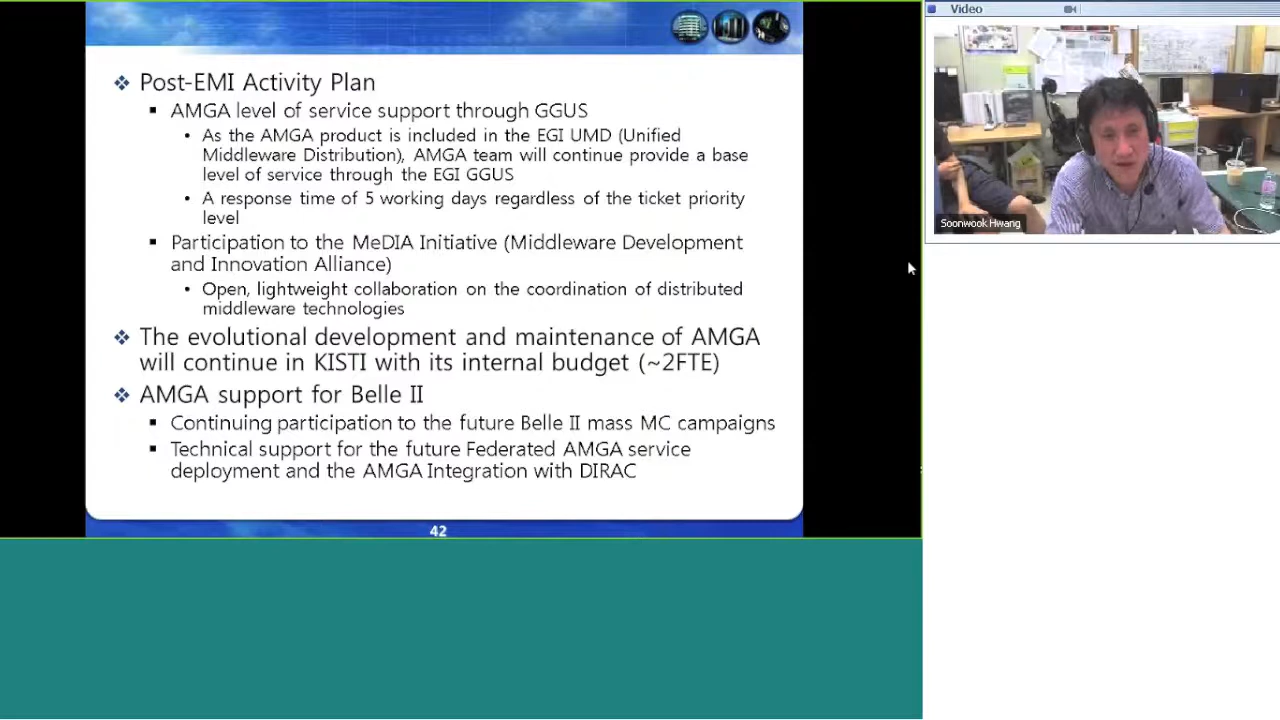 Post-EMI Activity Plan
AMGA level of service support through GGUS
As the AMGA product is included in the EGI UMD (Unified
Middleware Distribution), AMGA team will continue provide a base
level of service through the EGI GGUS
A response time of 5 working days regardless of the ticket priority
level
Participation to the MeDIA Initiative (Middleware Development
and Innovation Alliance)
Open, lightweight collaboration on the coordination of distributed
middleware technologies
The evolutional development and maintenance of AMGA
will continue in KISTI with its internal budget (~2FTE)
AMGA support for Belle II
Continuing participation to the future Belle II mass MC campaigns
Technical support for the future Federated AMGA service
deployment and the AMGA Integration with DIRAC
42
Video
Soonwook Hwang